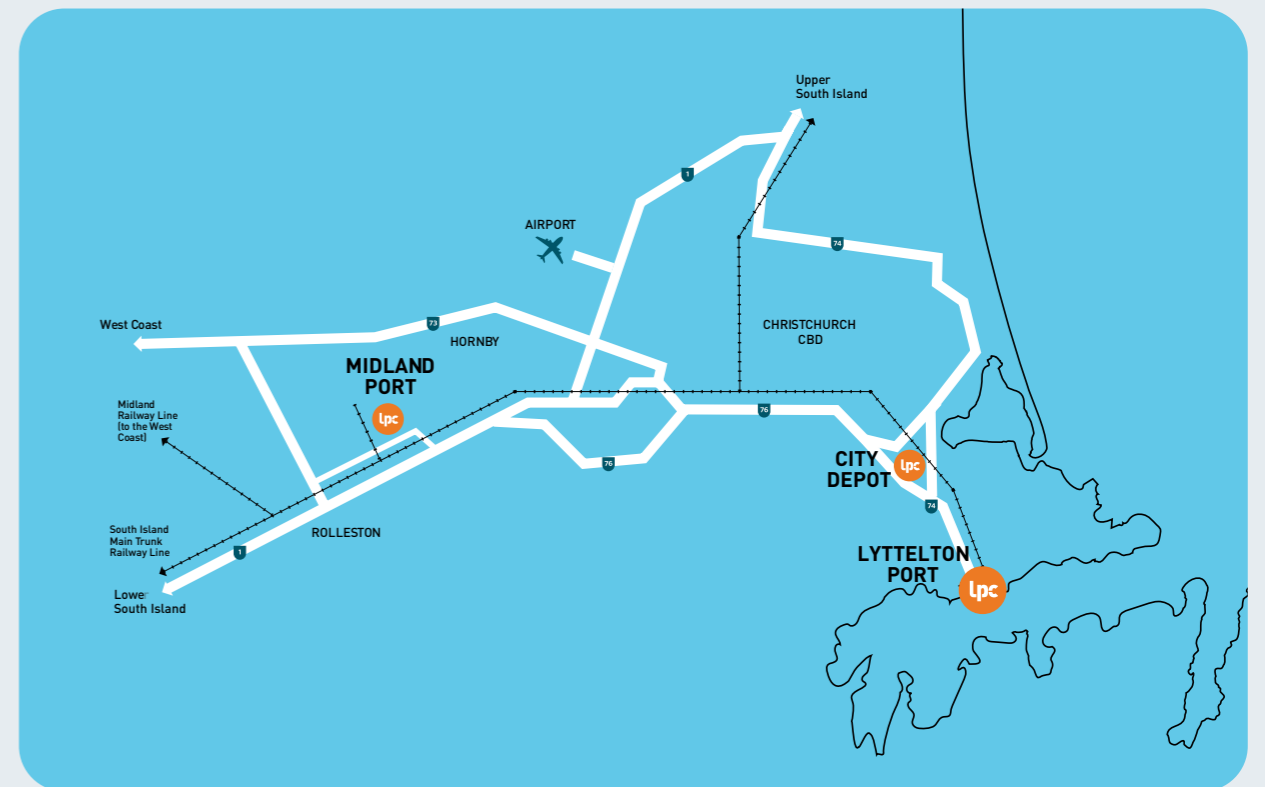 Upper
South Island
1
AIRPORT
74
West Coast
73
HORNBY
CHRISTCHURCH
CBD
MIDLAND
PORT
lpc
Midland
Railway Line
(to the West
Coast)
76
76
CITY
DEPOT
lpc
74
South Island
Main Trunk
Railway Line
ROLLESTON
1
LYTTELTON
PORT
lpc
Lower
South Island